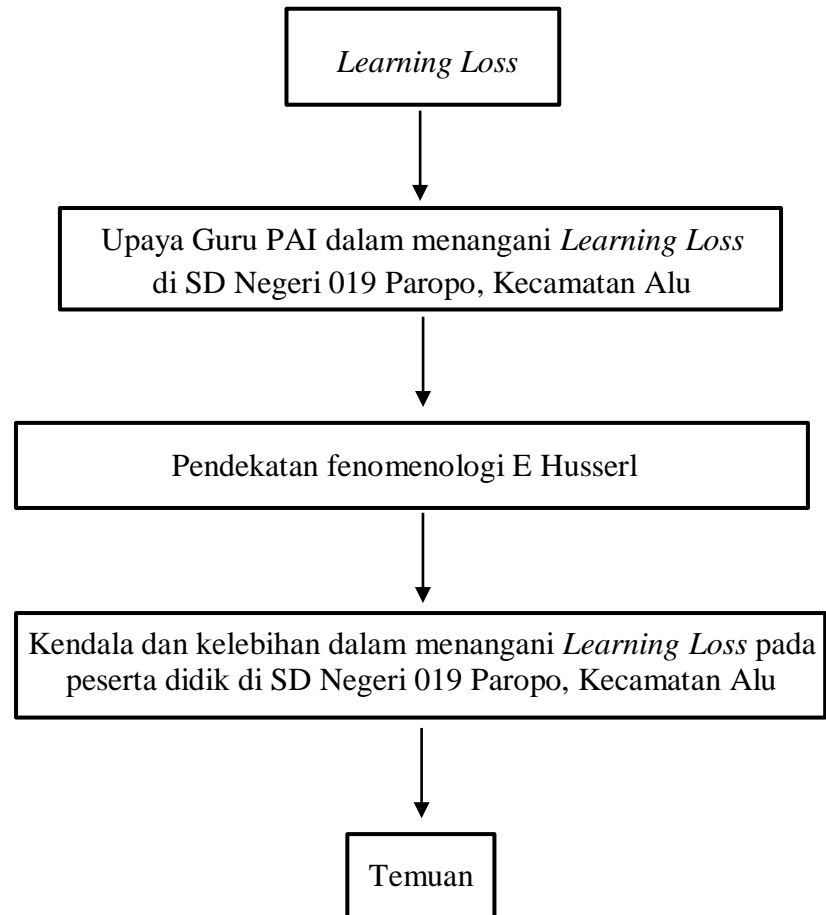 Learning Loss
Upaya Guru PAI dalam menangani Learning Loss
di SD Negeri 019 Paropo, Kecamatan Alu
Pendekatan fenomenologi E Husserl
Kendala dan kelebihan dalam menangani Learning Loss pada
peserta didik di SD Negeri 019 Paropo, Kecamatan Alu
Temuan